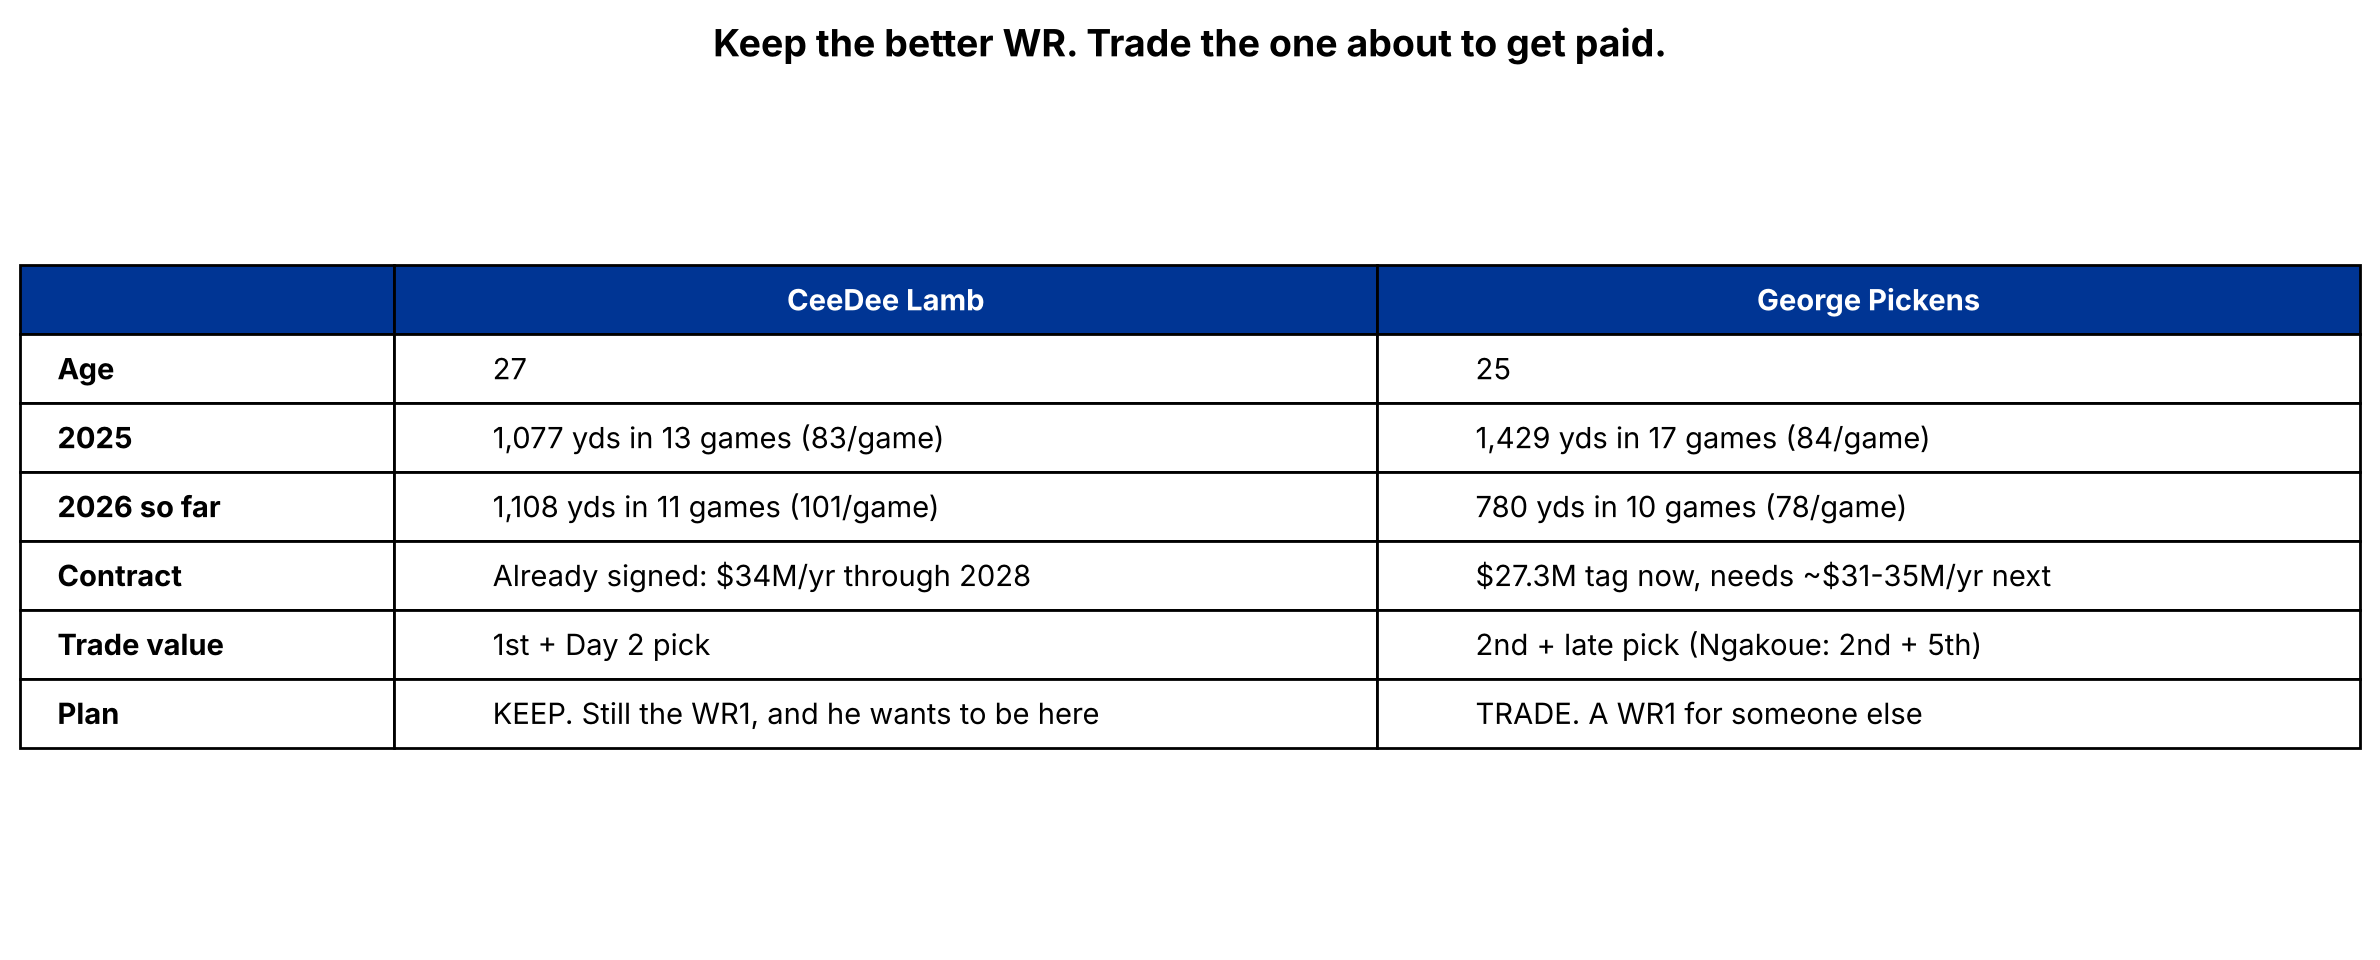 Keep the better WR. Trade the one about to get paid.
CeeDee Lamb George Pickens
Age 27 25
2025 1,077 yds in 13 games (83/game) 1,429 yds in 17 games (84/game)
2026 so far 1,108 yds in 11 games (101/game) 780 yds in 10 games (78/game)
Contract Already signed: $34M/yr through 2028 $27.3M tag now, needs ~$31-35M/yr next
Trade value 1st + Day 2 pick 2nd + late pick (Ngakoue: 2nd + 5th)
Plan KEEP. Still the WR1, and he wants to be here TRADE. A WR1 for someone else